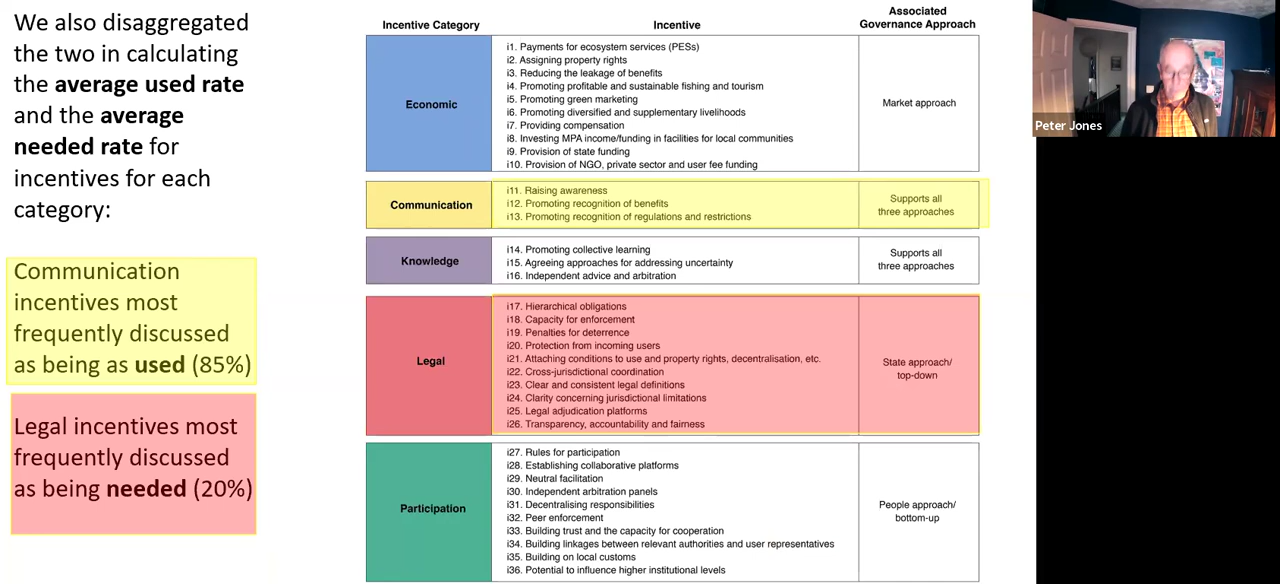 We also disaggregated
the two in calculating
the average used rate
and the average
needed rate for
incentives for each
category:
Communication
incentives most
frequently discussed
as being as used (85%)
Legal incentives most
frequently discussed
as being needed (20%)
Incentive Category
Incentive
Associated
Governance Approach
Economic
i1. Payments for ecosystem services (PESs)
i2. Assigning property rights
i3. Reducing the leakage of benefits
i4. Promoting profitable and sustainable fishing and tourism
i5. Promoting green marketing
i6. Promoting diversified and supplementary livelihoods
i7. Providing compensation
i8. Investing MPA income/funding in facilities for local communities
i9. Provision of state funding
i10. Provision of NGO, private sector and user fee funding
Market approach
Communication
i11. Raising awareness
i12. Promoting recognition of benefits
i13. Promoting recognition of regulations and restrictions
Supports all
three approaches
Knowledge
i14. Promoting collective learning
i15. Agreeing approaches for addressing uncertainty
i16. Independent advice and arbitration
Supports all
three approaches
Legal
i17. Hierarchical obligations
i18. Capacity for enforcement
i19. Penalties for deterrence
i20. Protection from incoming users
i21. Attaching conditions to use and property rights, decentralisation, etc.
i22. Cross-jurisdictional coordination
i23. Clear and consistent legal definitions
i24. Clarity concerning jurisdictional limitations
i25. Legal adjudication platforms
i26. Transparency, accountability and fairness
State approach/
top-down
Participation
i27. Rules for participation
i28. Establishing collaborative platforms
i29. Neutral facilitation
i30. Independent arbitration panels
i31. Decentralising responsibilities
i32. Peer enforcement
i33. Building trust and the capacity for cooperation
i34. Building linkages between relevant authorities and user representatives
i35. Building on local customs
i36. Potential to influence higher institutional levels
People approach/
bottom-up
Peter Jones